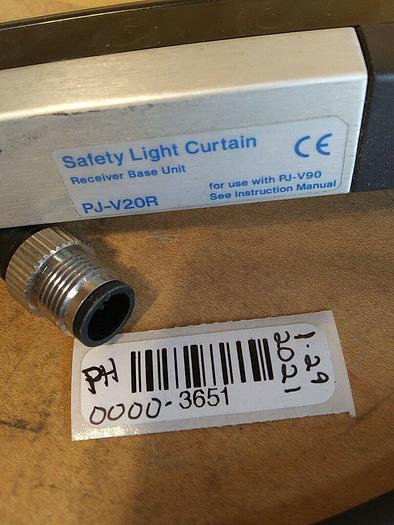 Safety Light Curtain
CE
Receiver Base Unit
for use with PJ-V90
PJ-V20R
See Instruction Manual
PI
0000-3651
1-29
2021